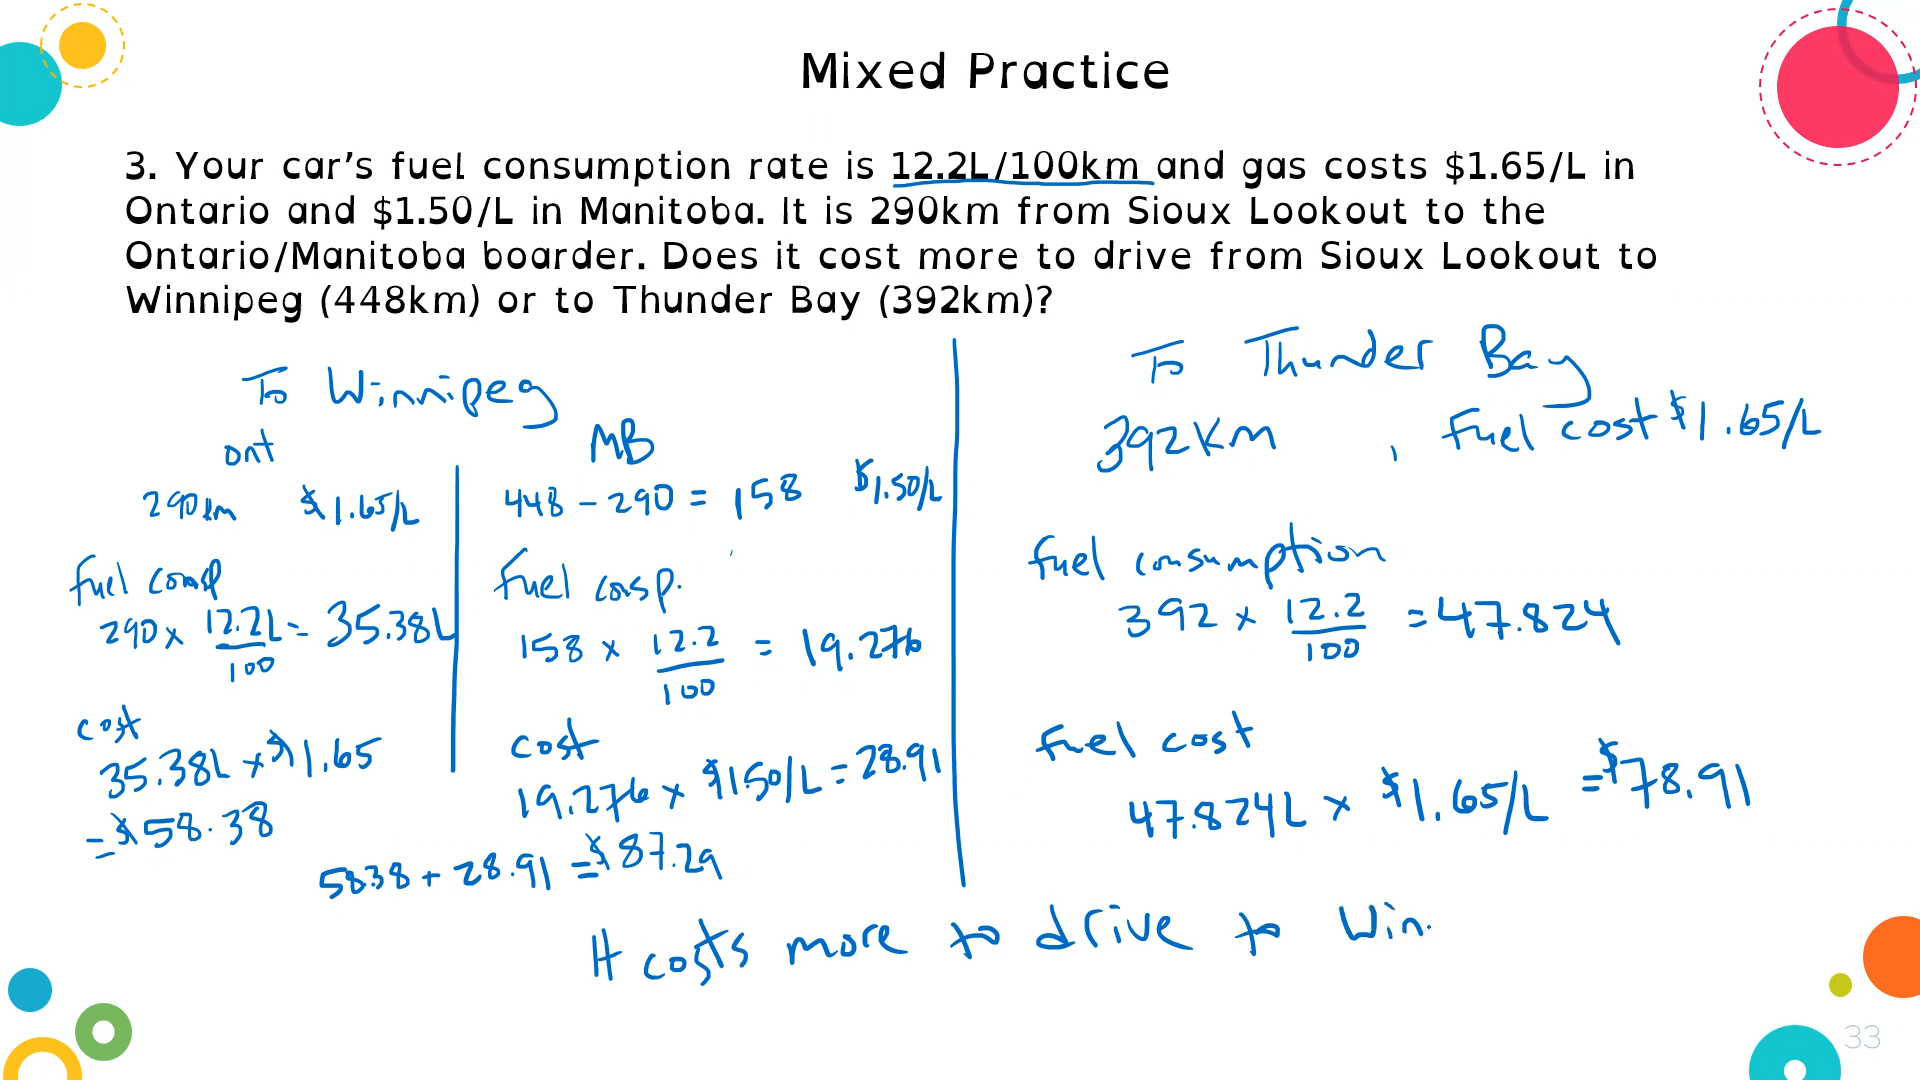 Mixed Practice
3. Your car's fuel consumption rate is 12.2L/100km and gas costs $1.65/L in
Ontario and $1.50/L in Manitoba. It is 290km from Sioux Lookout to the
Ontario/Manitoba boarder. Does it cost more to drive from Sioux Lookout to
Winnipeg (448km) or to Thunder Bay (392km)?
To Winnipeg
ont
290km $1.65/L
fuel consp
290 x 12.2L/100 = 35.38L
cost
35.38L x $1.65
= $58.38
MB
448 - 290 = 158 $1.50/L
fuel consp.
158 x 12.2/100 = 19.276
cost
19.276 x $1.50/L = 28.91
58.38 + 28.91 = $87.29
To Thunder Bay
392KM , fuel cost $1.65/L
fuel consumption
392 x 12.2/100 = 47.824
fuel cost
47.824L x $1.65/L = $78.91
It costs more to drive to Win.
33